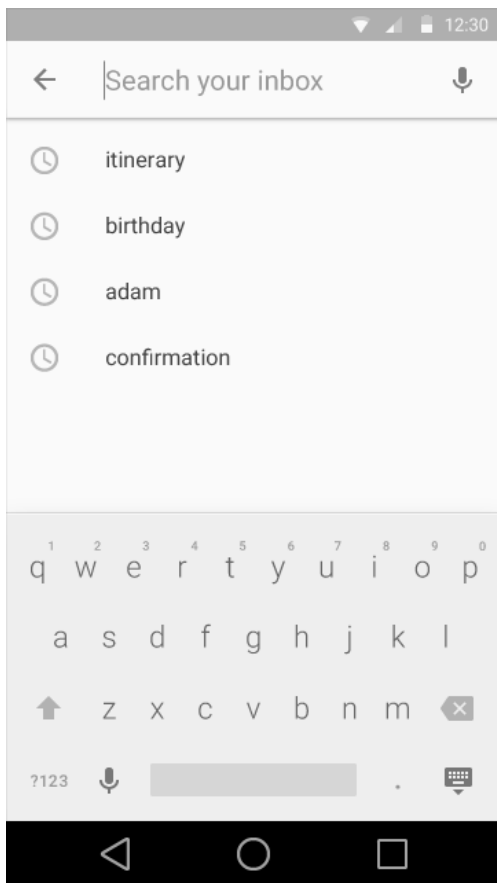 12:30
Search your inbox
itinerary
birthday
adam
confirmation
1 2 3 4 5 6 7 8 9 0
q w e r t y u i o p
a s d f g h j k l
z x c v b n m
?123 .